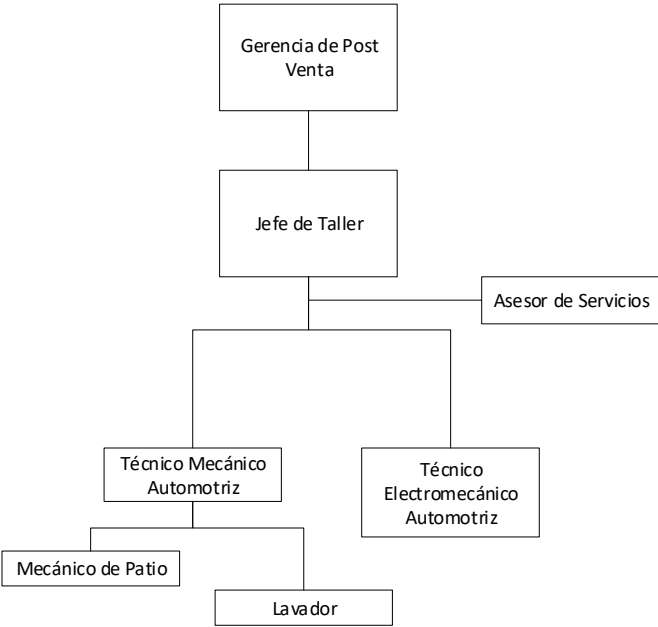 Gerencia de Post
Venta
Jefe de Taller
Asesor de Servicios
Técnico Mecánico
Automotriz
Técnico
Electromecánico
Automotriz
Mecánico de Patio
Lavador